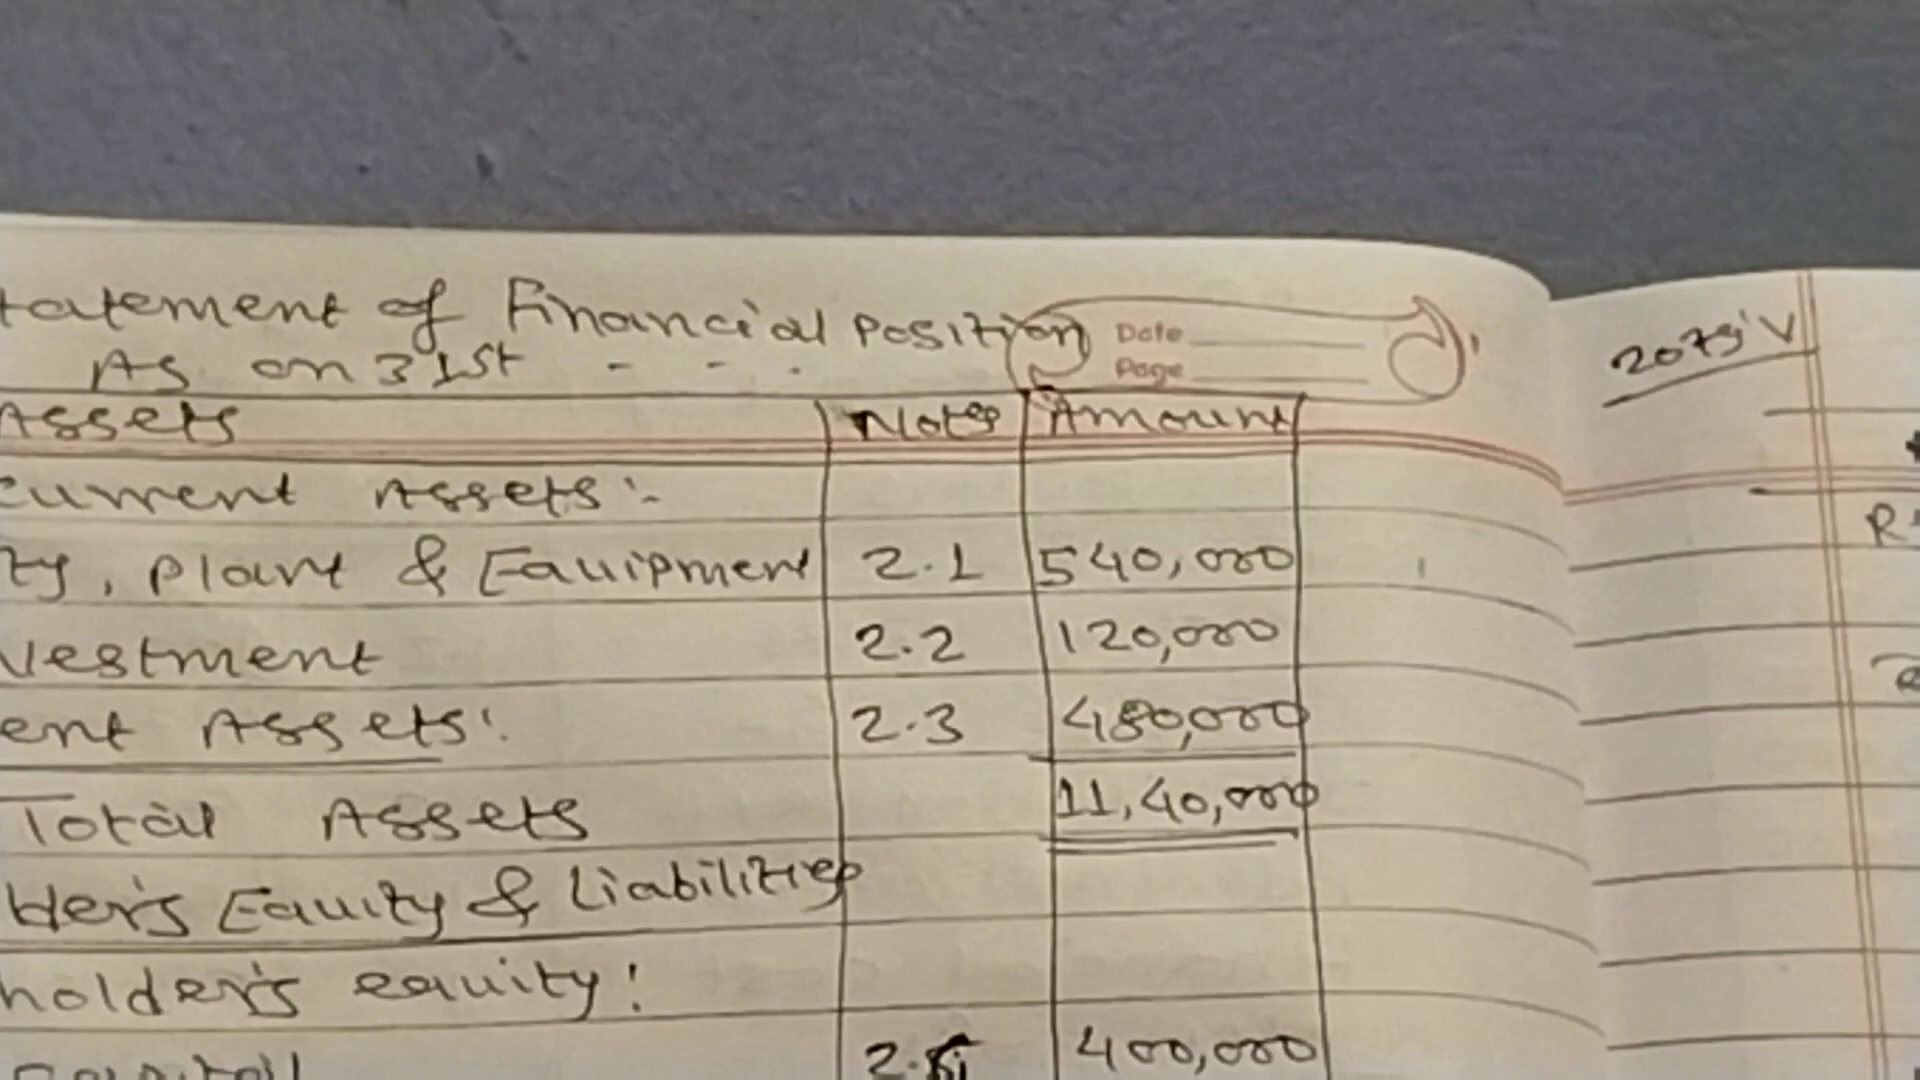 tatement of Financial Position
Date
Page
As on 31st - - .
Assets Notes Amount
current Assets:-
ty, Plant & Equipment 2.1 540,000
vestment 2.2 120,000
ent Assets: 2.3 480,000
Total Assets 11,40,000
lder's Equity & Liabilities
holder's equity:
capital 400,000
2075'V